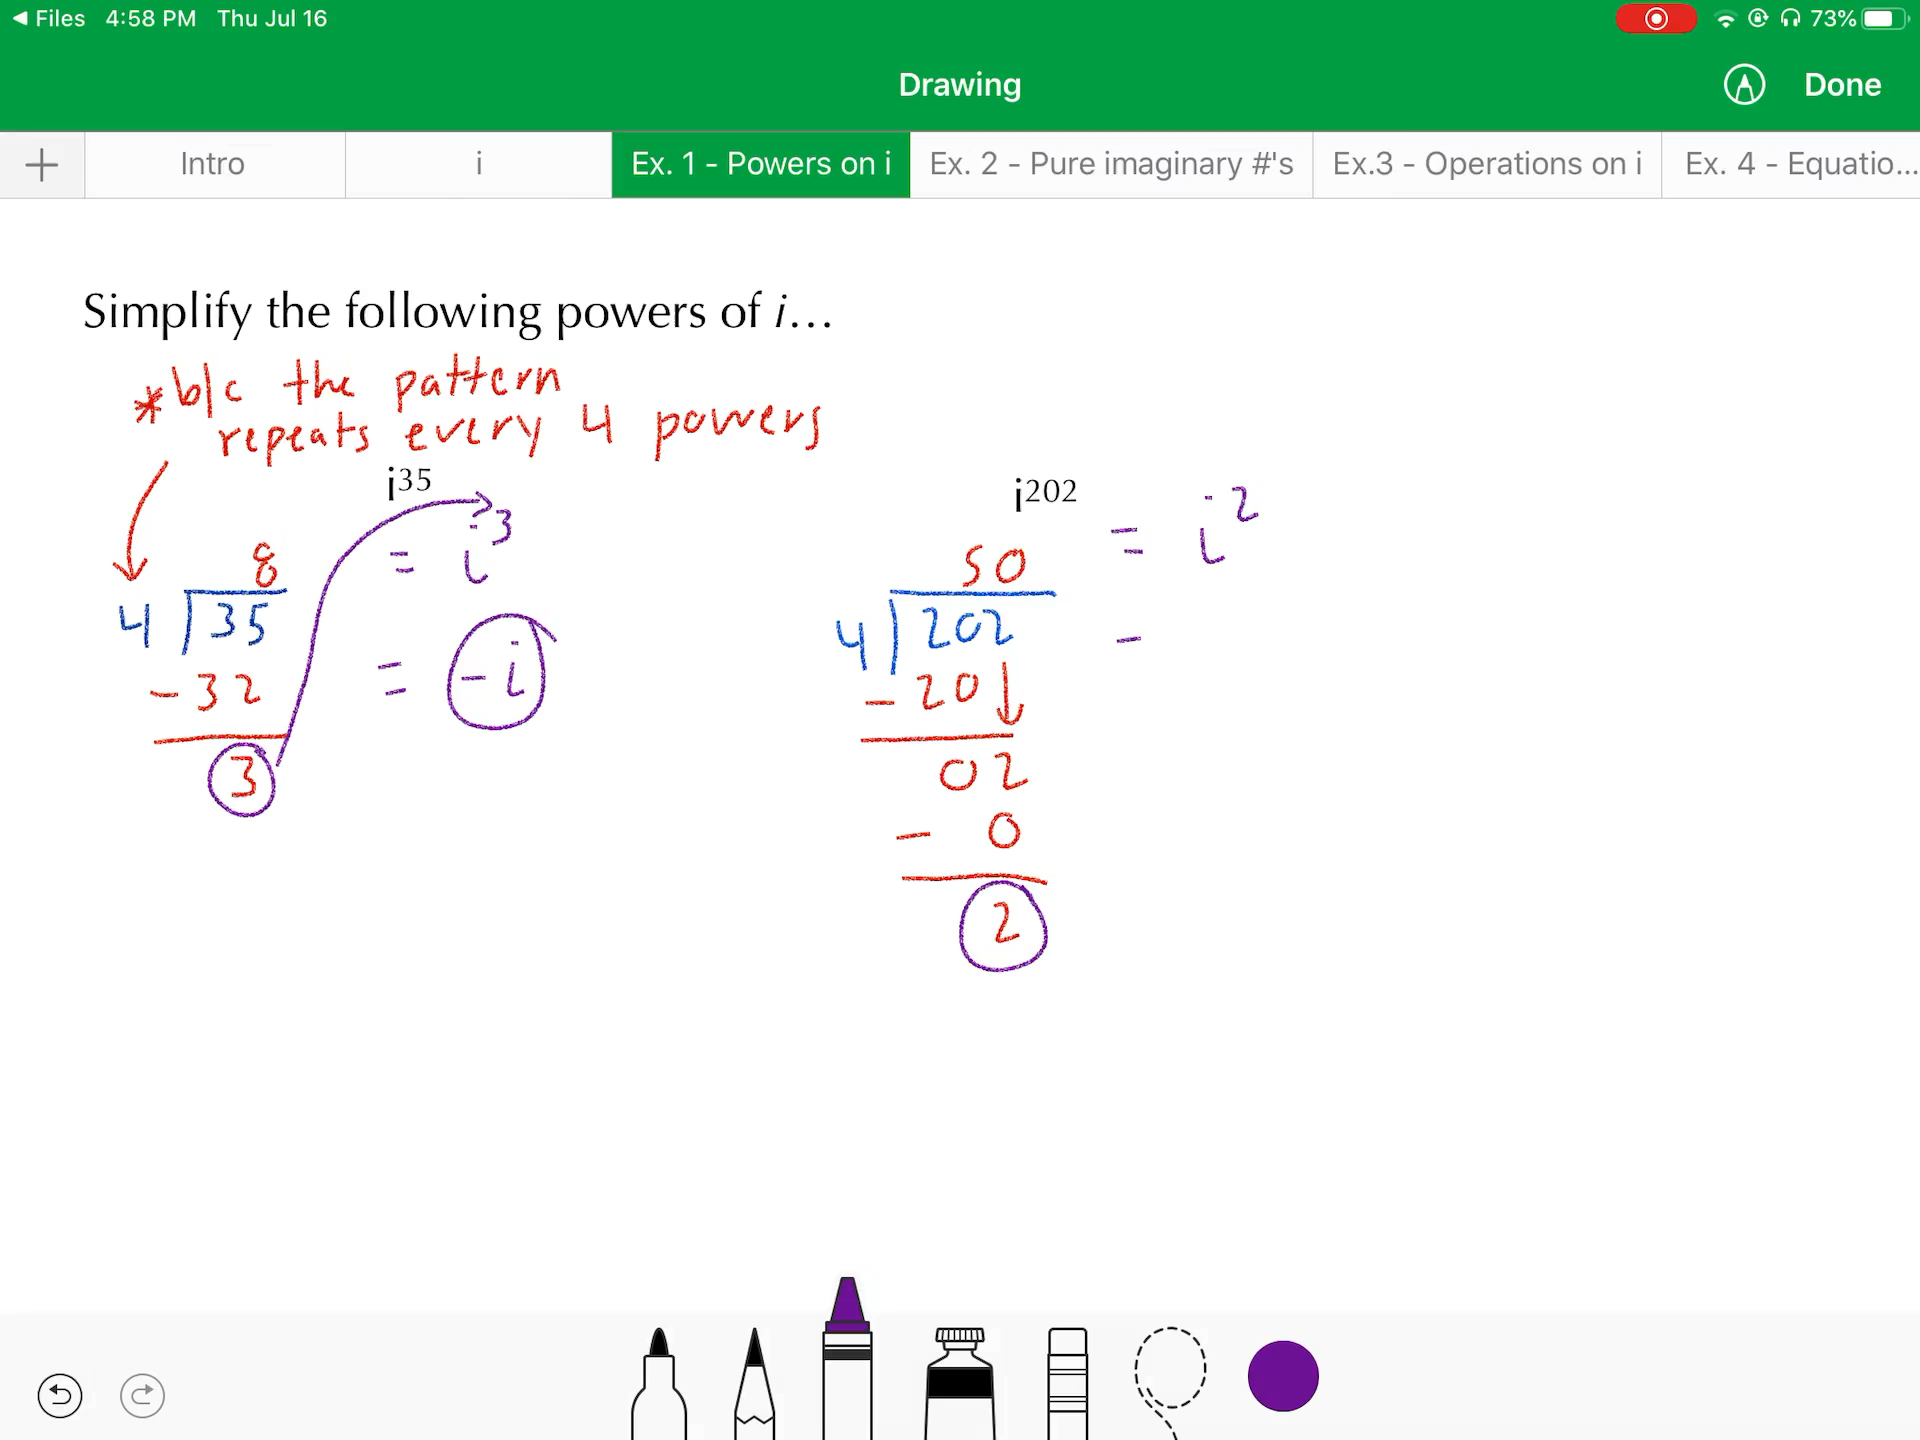 Files 4:58 PM Thu Jul 16 73%
Drawing Done
Intro i Ex. 1 - Powers on i Ex. 2 - Pure imaginary #'s Ex.3 - Operations on i Ex. 4 - Equatio...
Simplify the following powers of i...
*b/c the pattern
repeats every 4 powers
i³⁵
= i³
8
4 35
- 32
3
= -i
i²⁰²
= i²
50
4 202
- 20
02
- 0
2
-